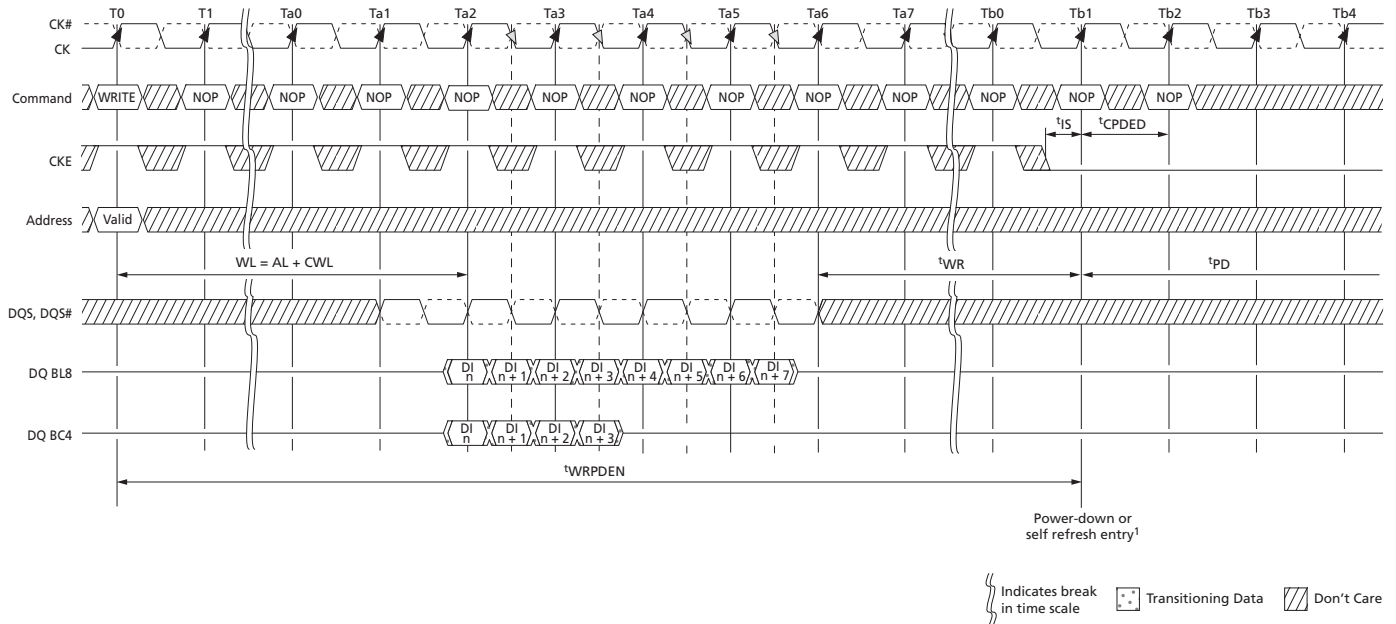 T0 T1 Ta0 Ta1 Ta2 Ta3 Ta4 Ta5 Ta6 Ta7 Tb0 Tb1 Tb2 Tb3 Tb4
CK#
CK
Command WRITE NOP NOP NOP NOP NOP NOP NOP NOP NOP NOP NOP NOP
tIS tCPDED
CKE
Address Valid
WL = AL + CWL tWR tPD
DQS, DQS#
DQ BL8 DI n DI n + 1 DI n + 2 DI n + 3 DI n + 4 DI n + 5 DI n + 6 DI n + 7
DQ BC4 DI n DI n + 1 DI n + 2 DI n + 3
tWRPDEN
Power-down or
self refresh entry1
Indicates break
in time scale
Transitioning Data
Don't Care